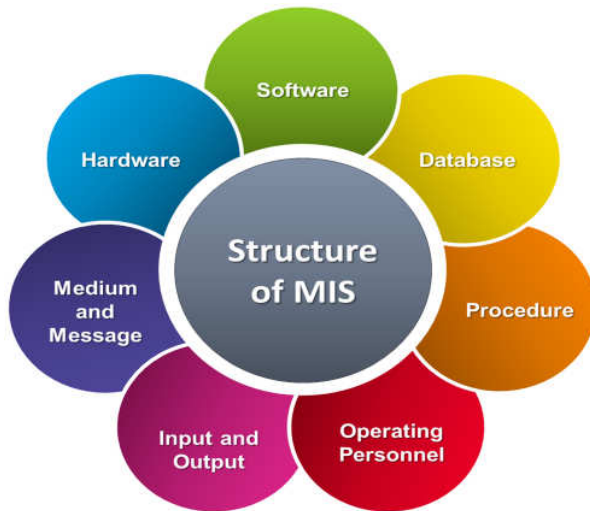 Software
Hardware
Database
Structure
of MIS
Medium
and
Message
Procedure
Input and
Output
Operating
Personnel